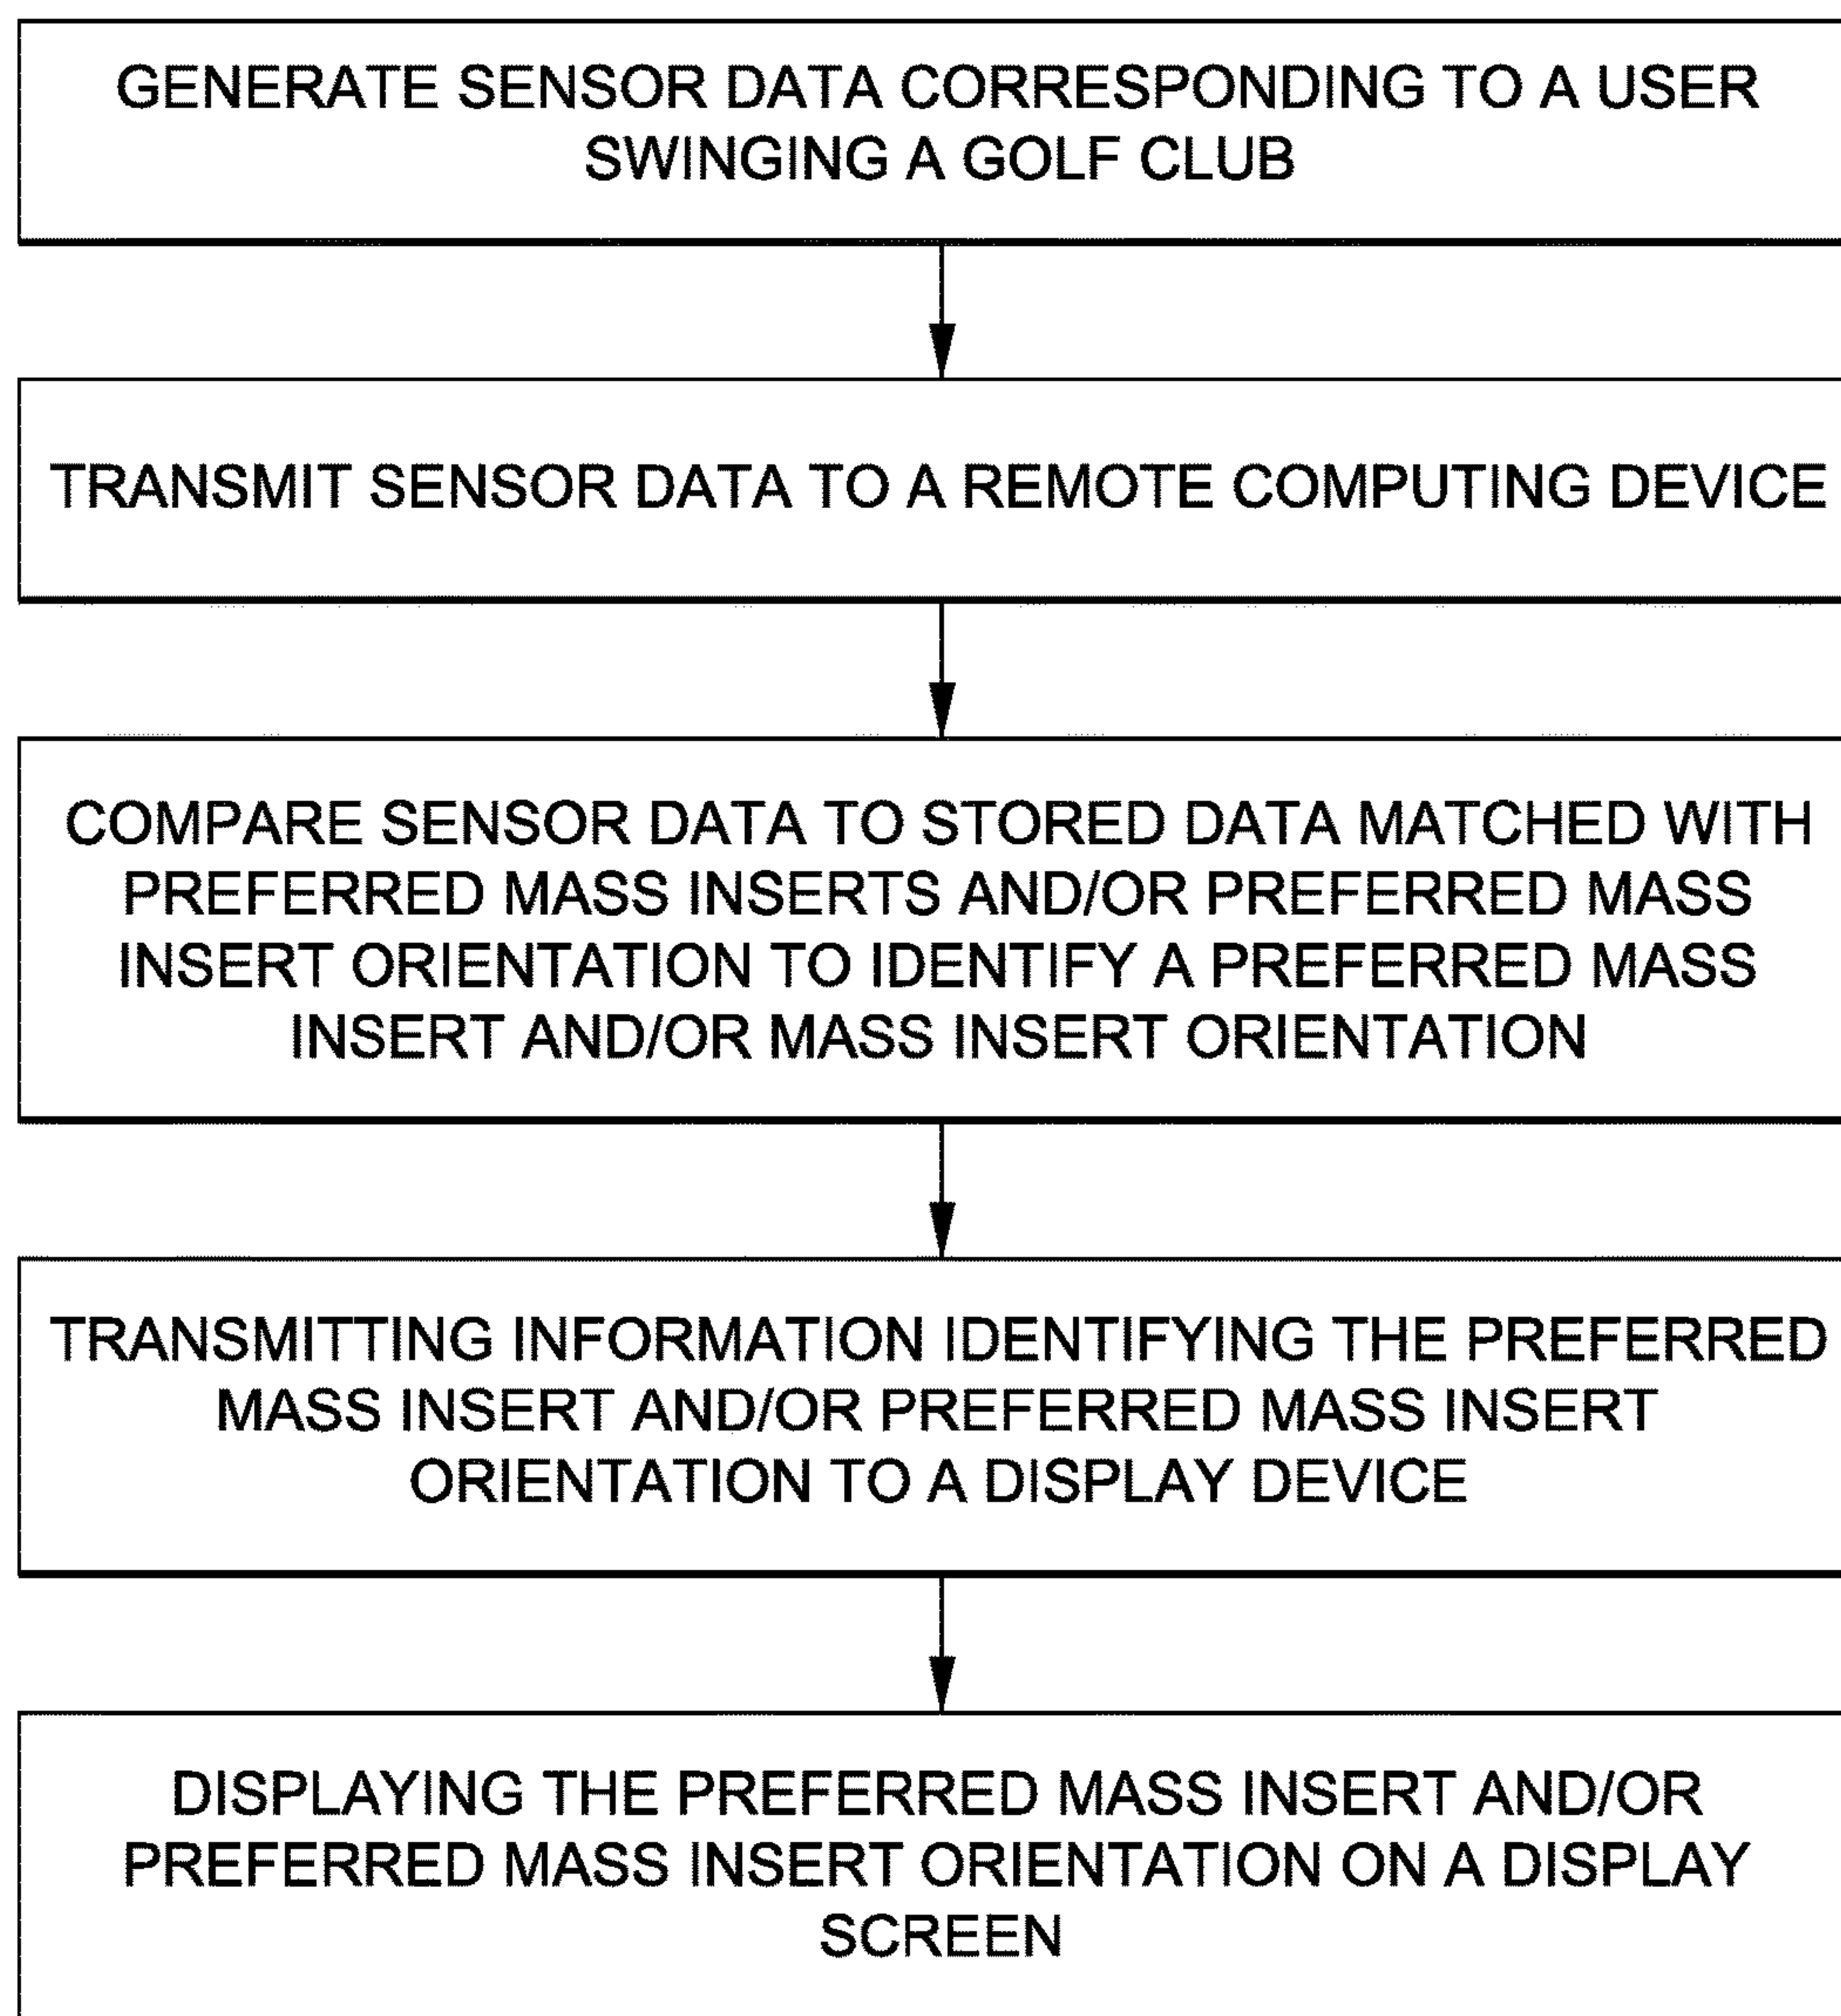 GENERATE SENSOR DATA CORRESPONDING TO A USER
SWINGING A GOLF CLUB
TRANSMIT SENSOR DATA TO A REMOTE COMPUTING DEVICE
COMPARE SENSOR DATA TO STORED DATA MATCHED WITH
PREFERRED MASS INSERTS AND/OR PREFERRED MASS
INSERT ORIENTATION TO IDENTIFY A PREFERRED MASS
INSERT AND/OR MASS INSERT ORIENTATION
TRANSMITTING INFORMATION IDENTIFYING THE PREFERRED
MASS INSERT AND/OR PREFERRED MASS INSERT
ORIENTATION TO A DISPLAY DEVICE
DISPLAYING THE PREFERRED MASS INSERT AND/OR
PREFERRED MASS INSERT ORIENTATION ON A DISPLAY
SCREEN